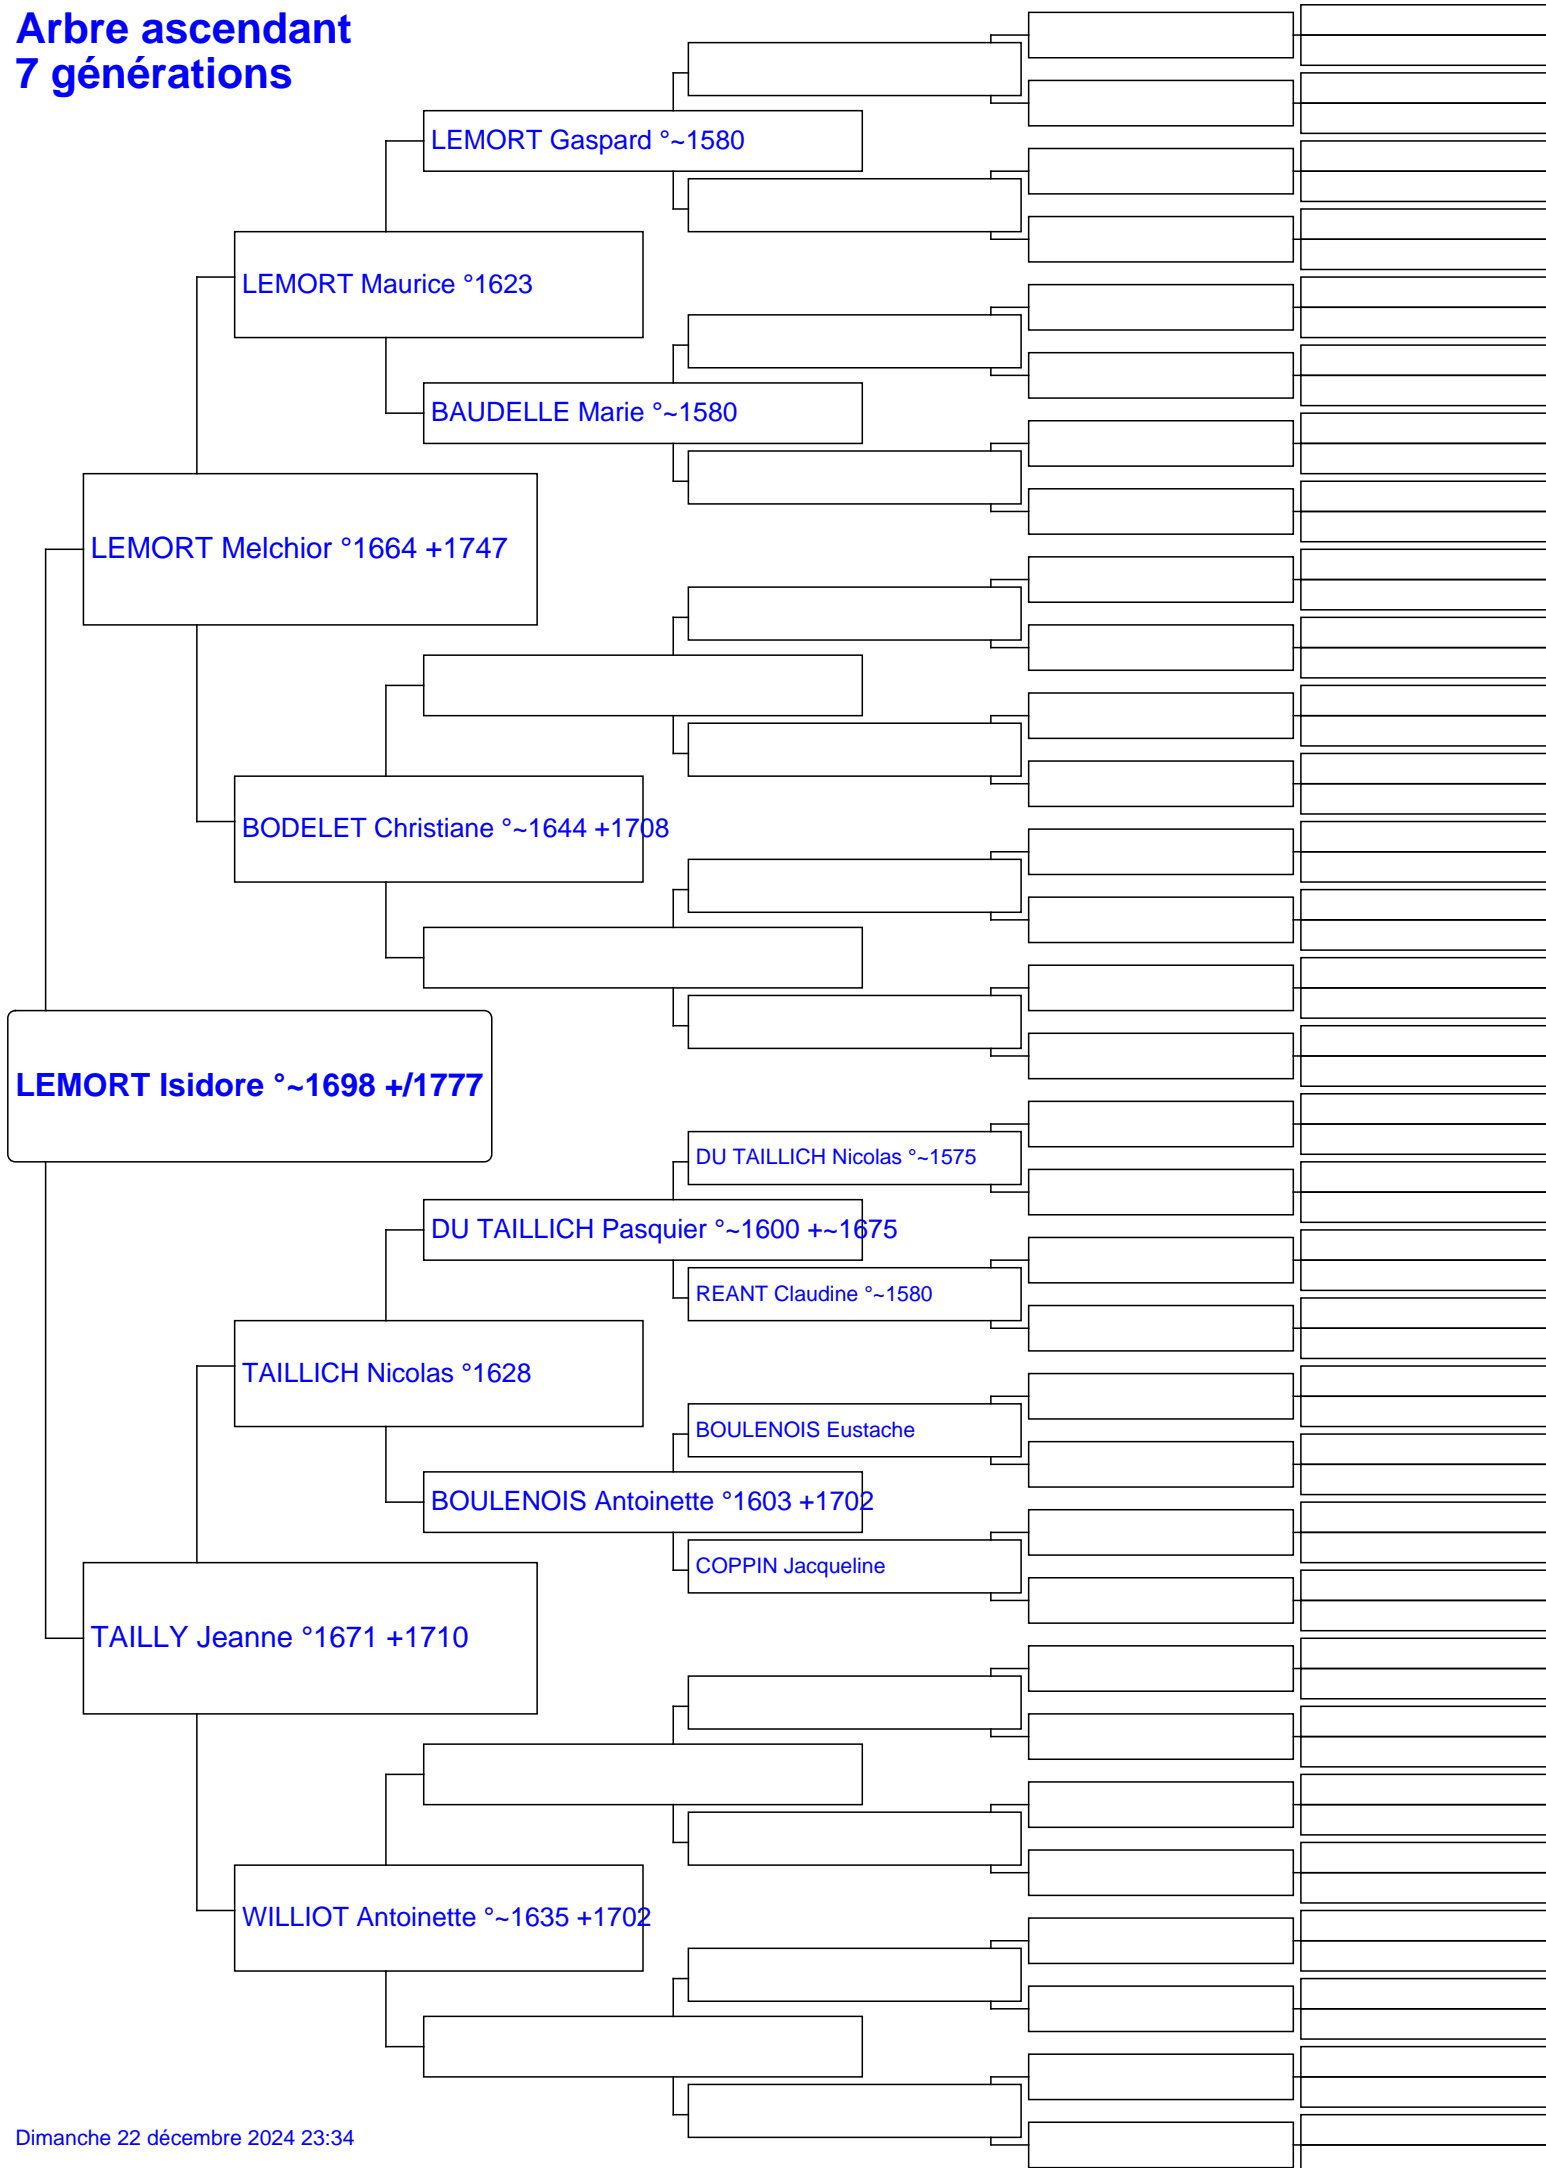 Arbre ascendant
7 générations
LEMORT Gaspard °~1580
LEMORT Maurice °1623
BAUDELLE Marie °~1580
LEMORT Melchior °1664 +1747
BODELET Christiane °~1644 +1708
LEMORT Isidore °~1698 +/1777
DU TAILLICH Nicolas °~1575
DU TAILLICH Pasquier °~1600 +~1675
REANT Claudine °~1580
TAILLICH Nicolas °1628
BOULENOIS Eustache
BOULENOIS Antoinette °1603 +1702
COPPIN Jacqueline
TAILLY Jeanne °1671 +1710
WILLIOT Antoinette °~1635 +1702
Dimanche 22 décembre 2024 23:34